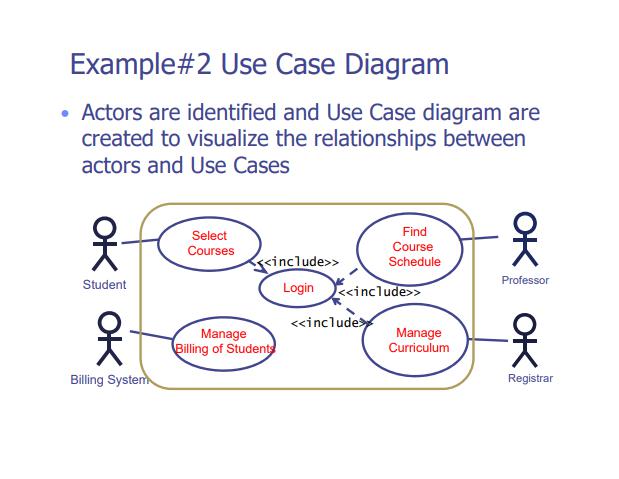 Example#2 Use Case Diagram
• Actors are identified and Use Case diagram are
created to visualize the relationships between
actors and Use Cases
Select
Courses
Find
Course
Schedule
<<include>>
Student
Login
Professor
<<include>>
<<include>>
Manage
Billing of Students
Manage
Curriculum
Billing System
Registrar